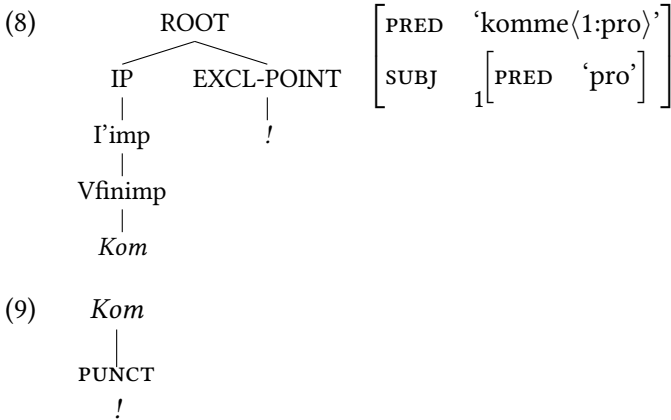 (8) ROOT
IP EXCL-POINT
I’imp !
Vfinimp
Kom
PRED ‘komme⟨1:pro⟩’
SUBJ 1[PRED ‘pro’]
(9) Kom
PUNCT
!